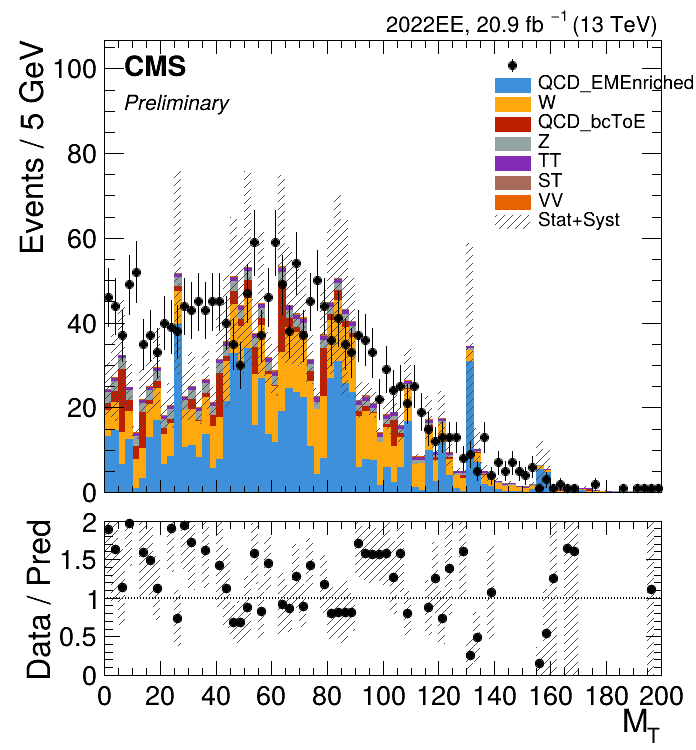 2022EE, 20.9 fb⁻¹ (13 TeV)
CMS
Preliminary
QCD_EMEnriched
W
QCD_bcToE
Z
TT
ST
VV
Stat+Syst
Events / 5 GeV
100
80
60
40
20
0
Data / Pred
2
1.5
1
0.5
0
0 20 40 60 80 100 120 140 160 180 200
M_T